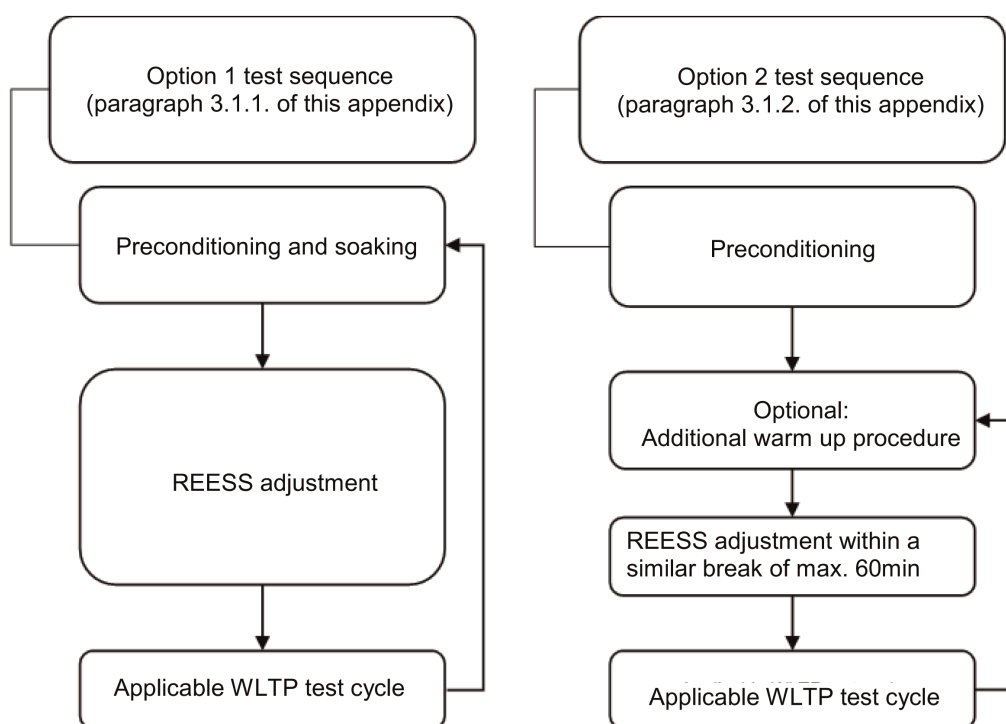 Option 1 test sequence
(paragraph 3.1.1. of this appendix)
Preconditioning and soaking
REESS adjustment
Applicable WLTP test cycle
Option 2 test sequence
(paragraph 3.1.2. of this appendix)
Preconditioning
Optional:
Additional warm up procedure
REESS adjustment within a
similar break of max. 60min
Applicable WLTP test cycle